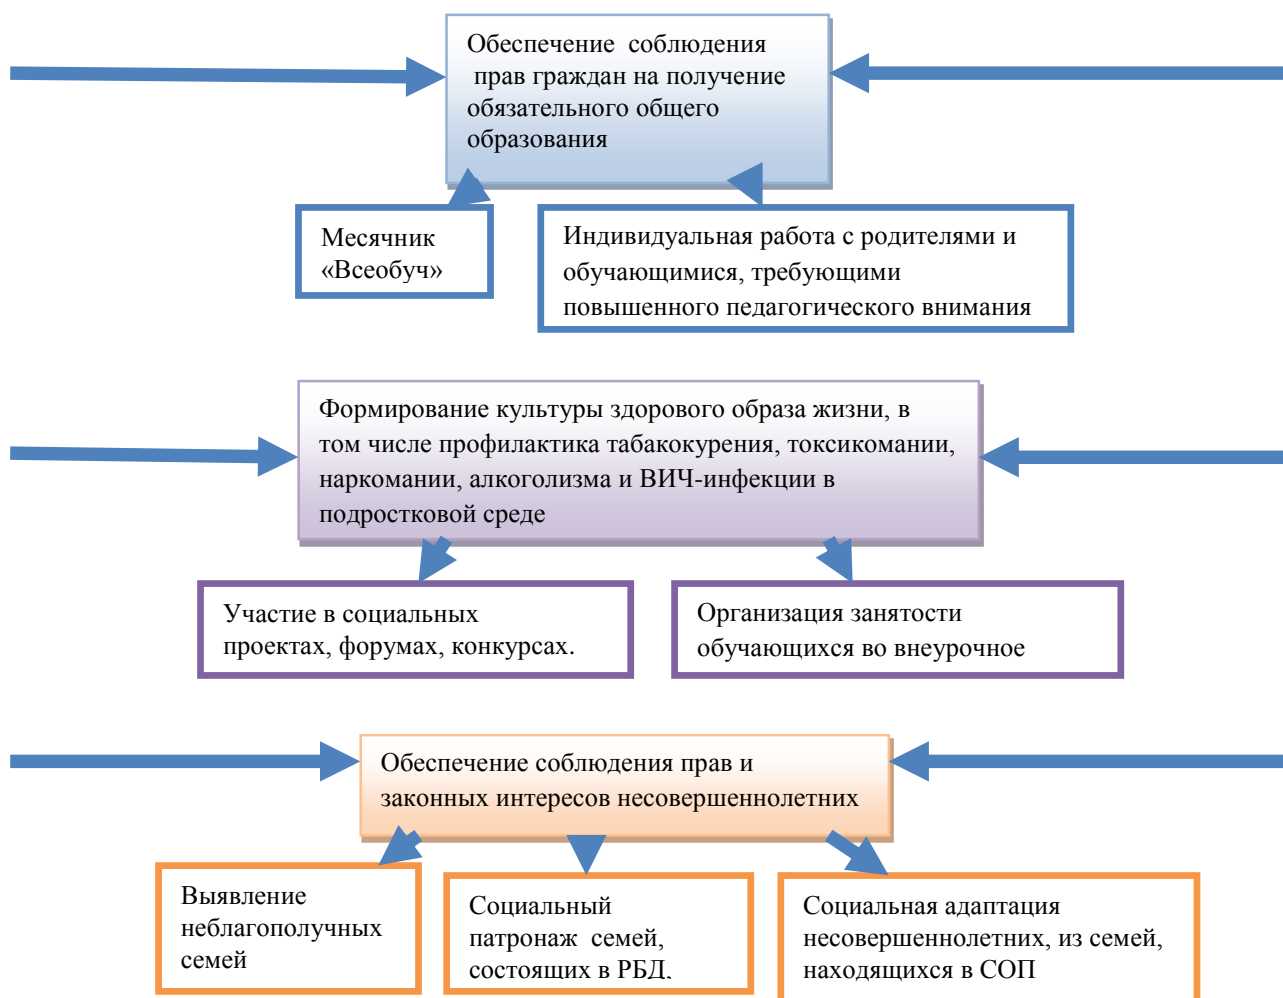 Обеспечение соблюдения
прав граждан на получение
обязательного общего
образования
Месячник
«Всеобуч»
Индивидуальная работа с родителями и
обучающимися, требующими
повышенного педагогического внимания
Формирование культуры здорового образа жизни, в
том числе профилактика табакокурения, токсикомании,
наркомании, алкоголизма и ВИЧ-инфекции в
подростковой среде
Участие в социальных
проектах, форумах, конкурсах.
Организация занятости
обучающихся во внеурочное
Обеспечение соблюдения прав и
законных интересов несовершеннолетних
Выявление
неблагополучных
семей
Социальный
патронаж семей,
состоящих в РБД,
Социальная адаптация
несовершеннолетних, из семей,
находящихся в СОП